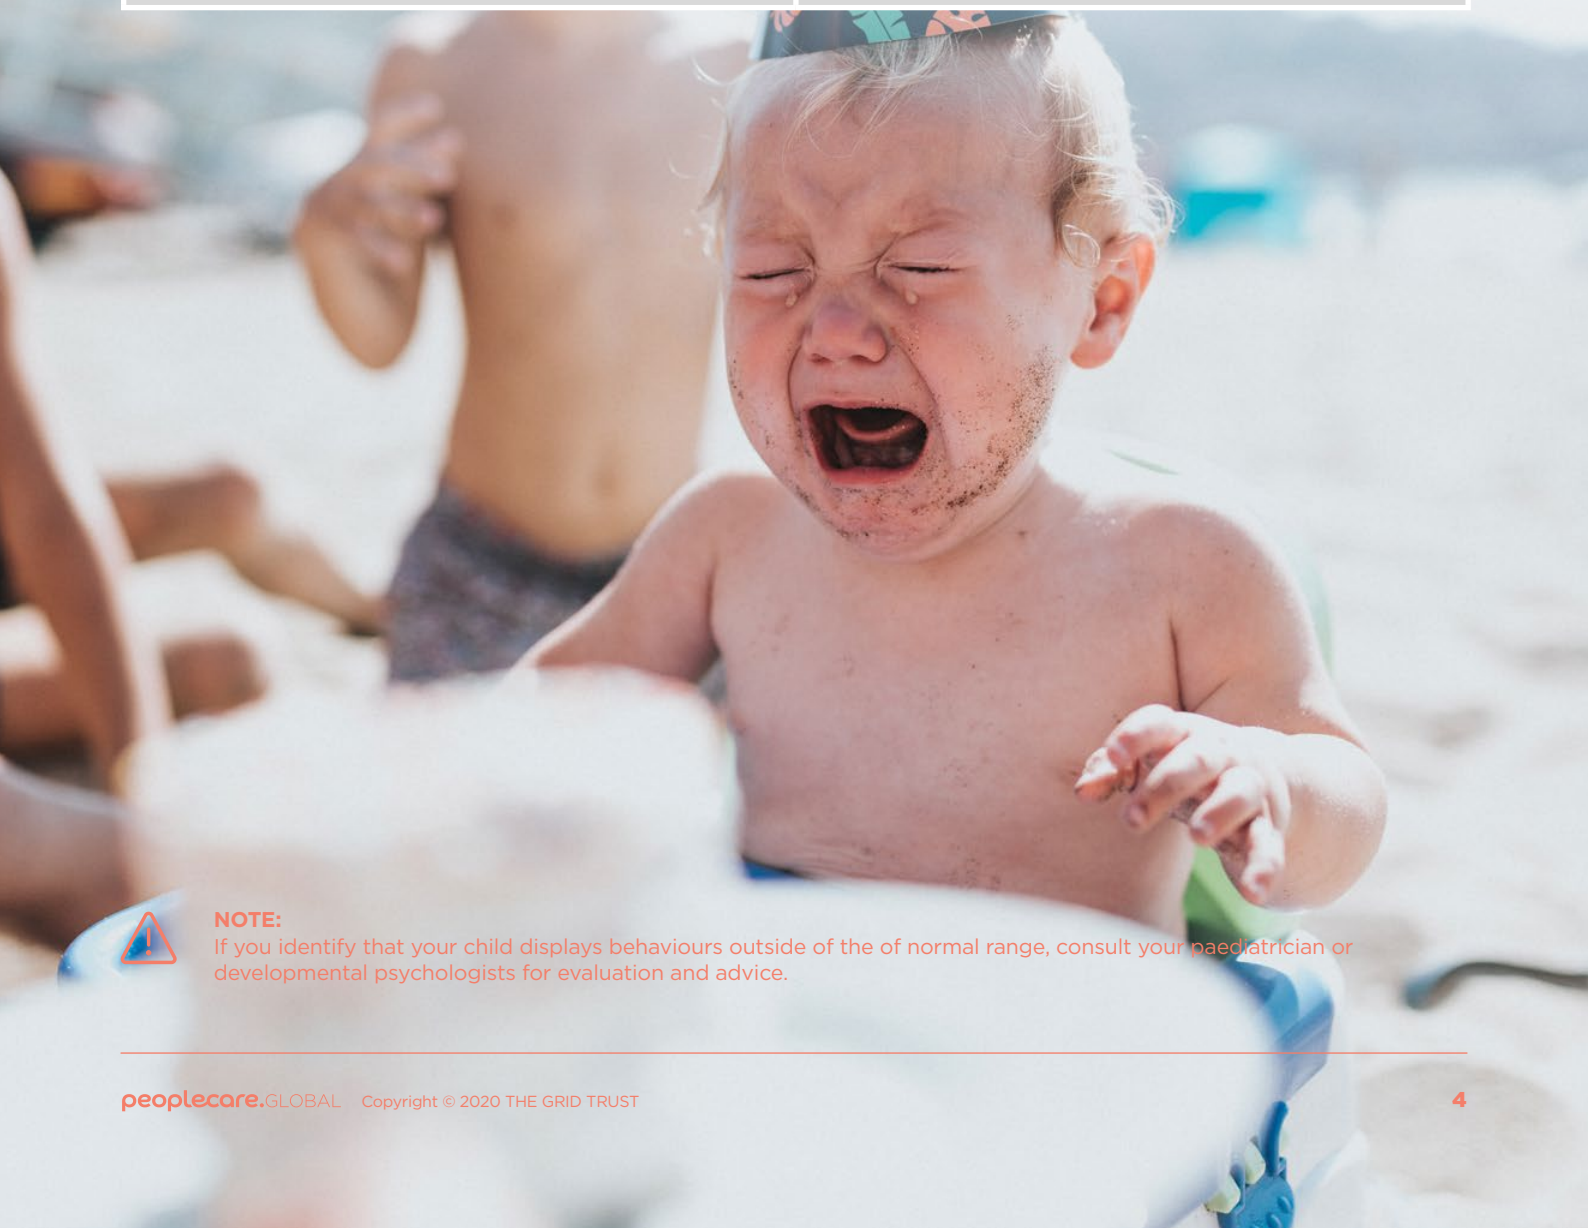 NOTE:
If you identify that your child displays behaviours outside of the of normal range, consult your paediatrician or
developmental psychologists for evaluation and advice.
peoplecare.GLOBAL Copyright © 2020 THE GRID TRUST 4